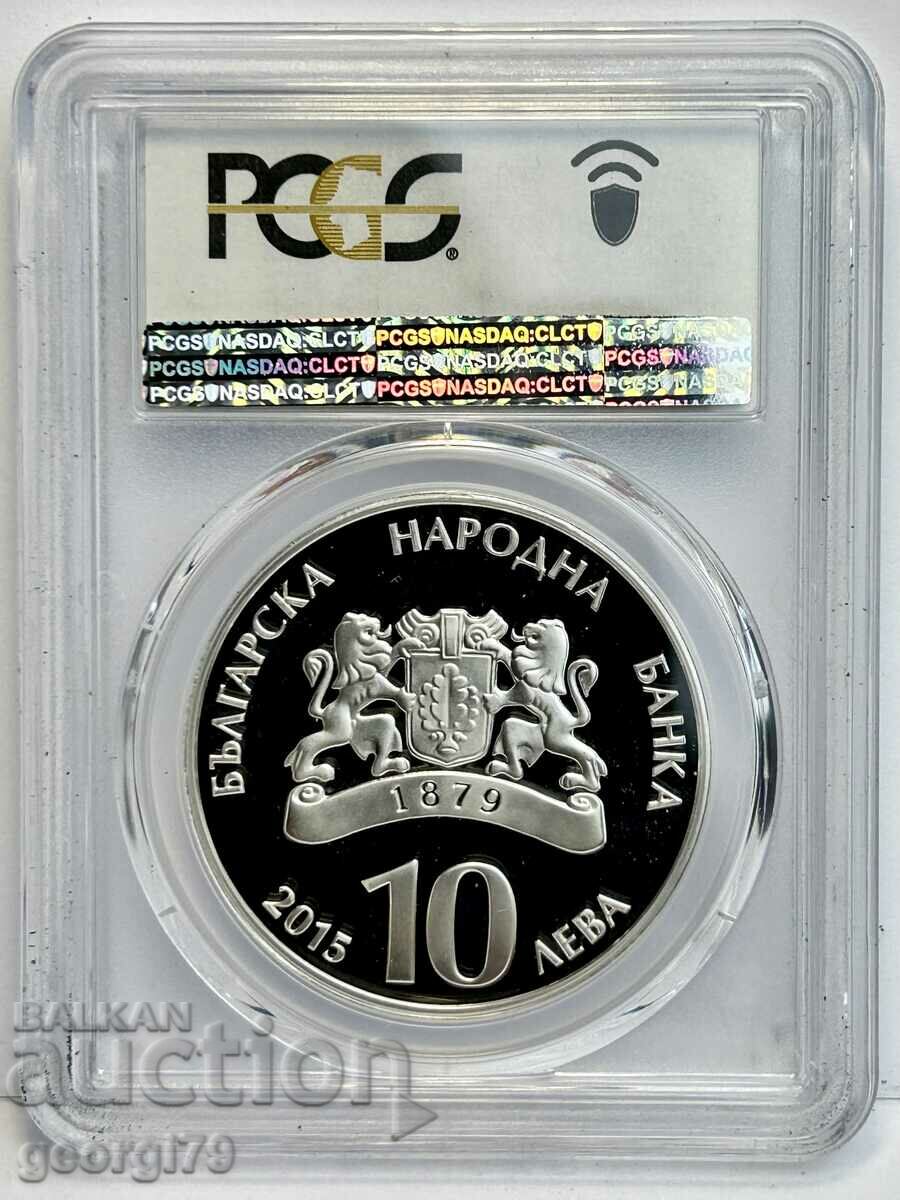 PCGS®
PCGS NASDAQ:CLCT PCGS NASDAQ:CLCT PCGS NASDAQ
PCGS NASDAQ:CLCT PCGS NASDAQ:CLCT PCGS NASDAQ
PCGS NASDAQ:CLCT PCGS NASDAQ:CLCT PCGS NASDAQ
БЪЛГАРСКА НАРОДНА БАНКА
1879
2015 10 ЛЕВА
BALKAN
auction
georgi79